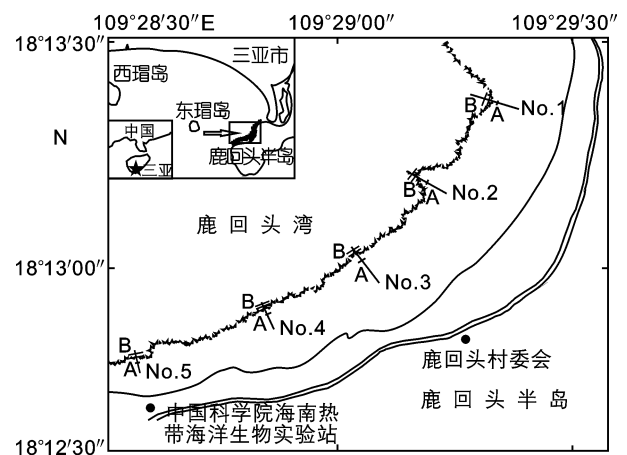 109°28′30″E
109°29′00″
109°29′30″
18°13′30″
三亚市
西瑁岛
东瑁岛
中国
鹿回头半岛
三亚
N
B A No.1
B A No.2
鹿回头湾
B
A No.3
18°13′00″
B
A No.4
B
A No.5
鹿回头村委会
鹿回头半岛
中国科学院海南热
带海洋生物实验站
18°12′30″